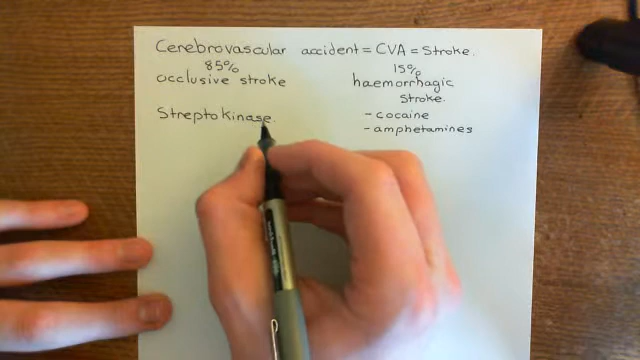 Cerebrovascular accident = CVA = Stroke.
85%
occlusive stroke
15%
haemorrhagic
stroke.
- cocaine
- amphetamines
Streptokinase.